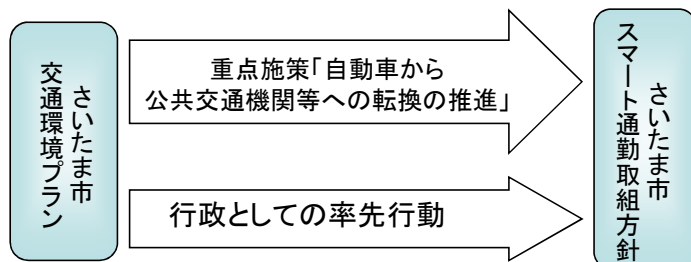 さいたま市
交通環境プラン
重点施策「自動車から
公共交通機関等への転換の推進」
行政としての率先行動
さいたま市
スマート通勤取組方針